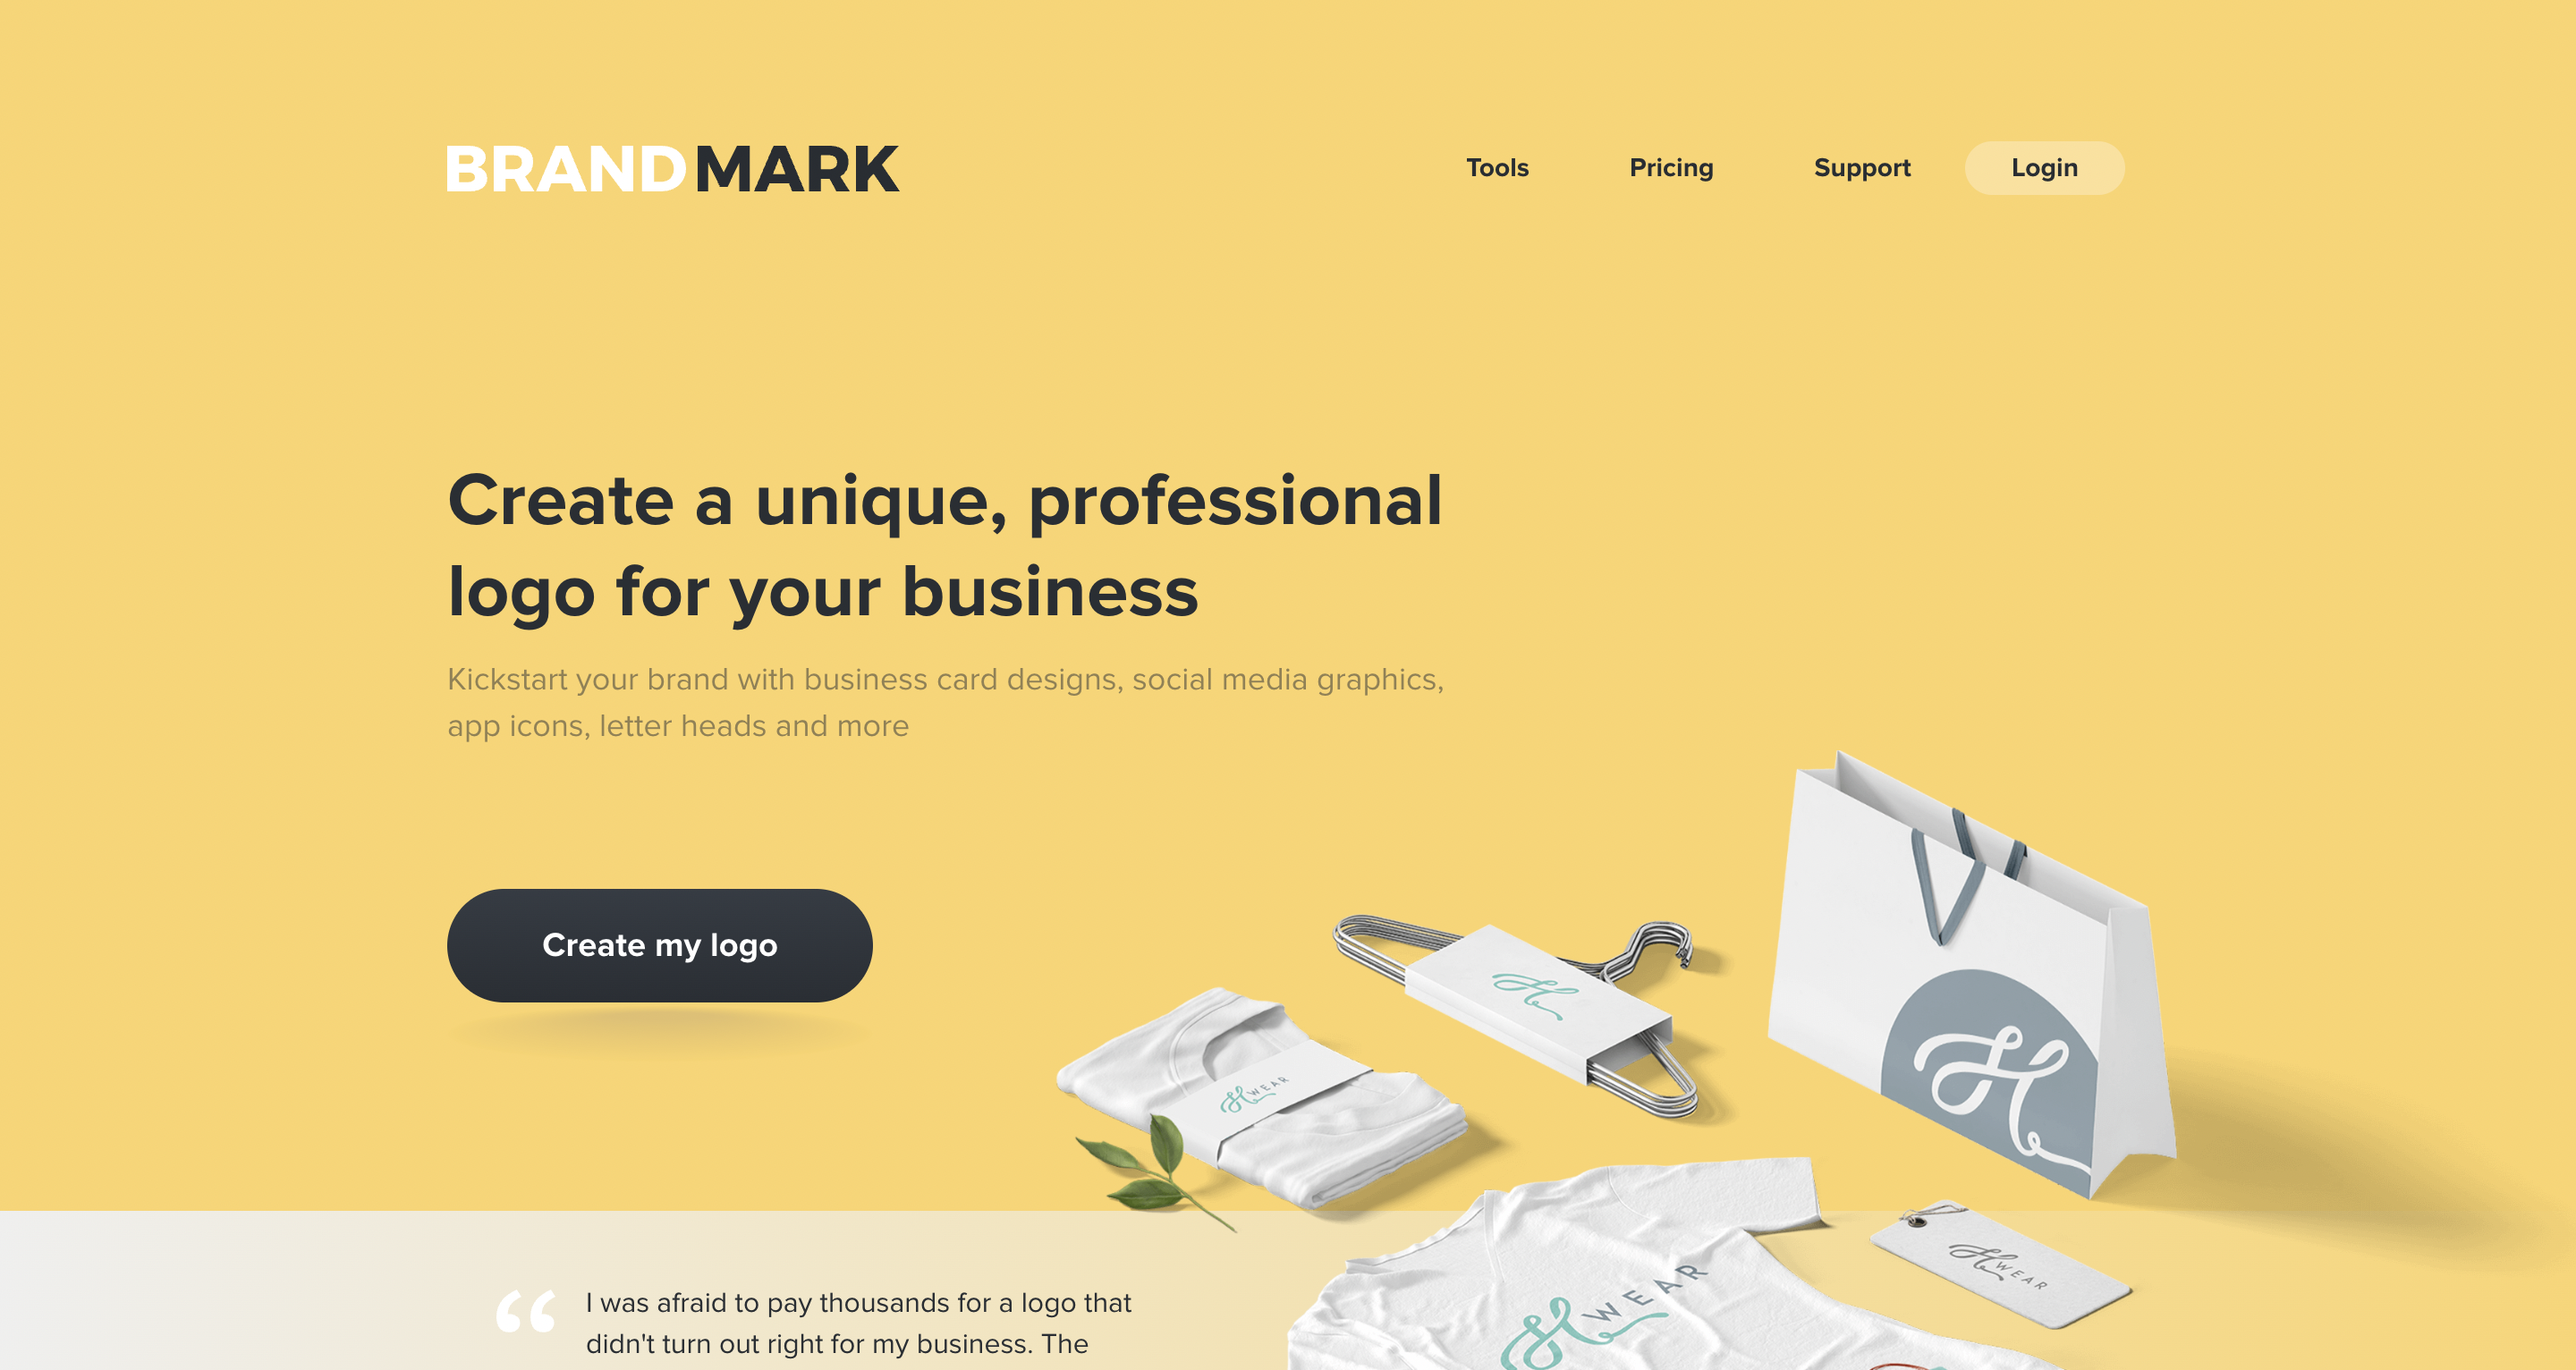 BRANDMARK
Tools
Pricing
Support
Login
Create a unique, professional
logo for your business
Kickstart your brand with business card designs, social media graphics,
app icons, letter heads and more
Create my logo
H
H
H WEAR
H WEAR
H WEAR
“
I was afraid to pay thousands for a logo that
didn't turn out right for my business. The